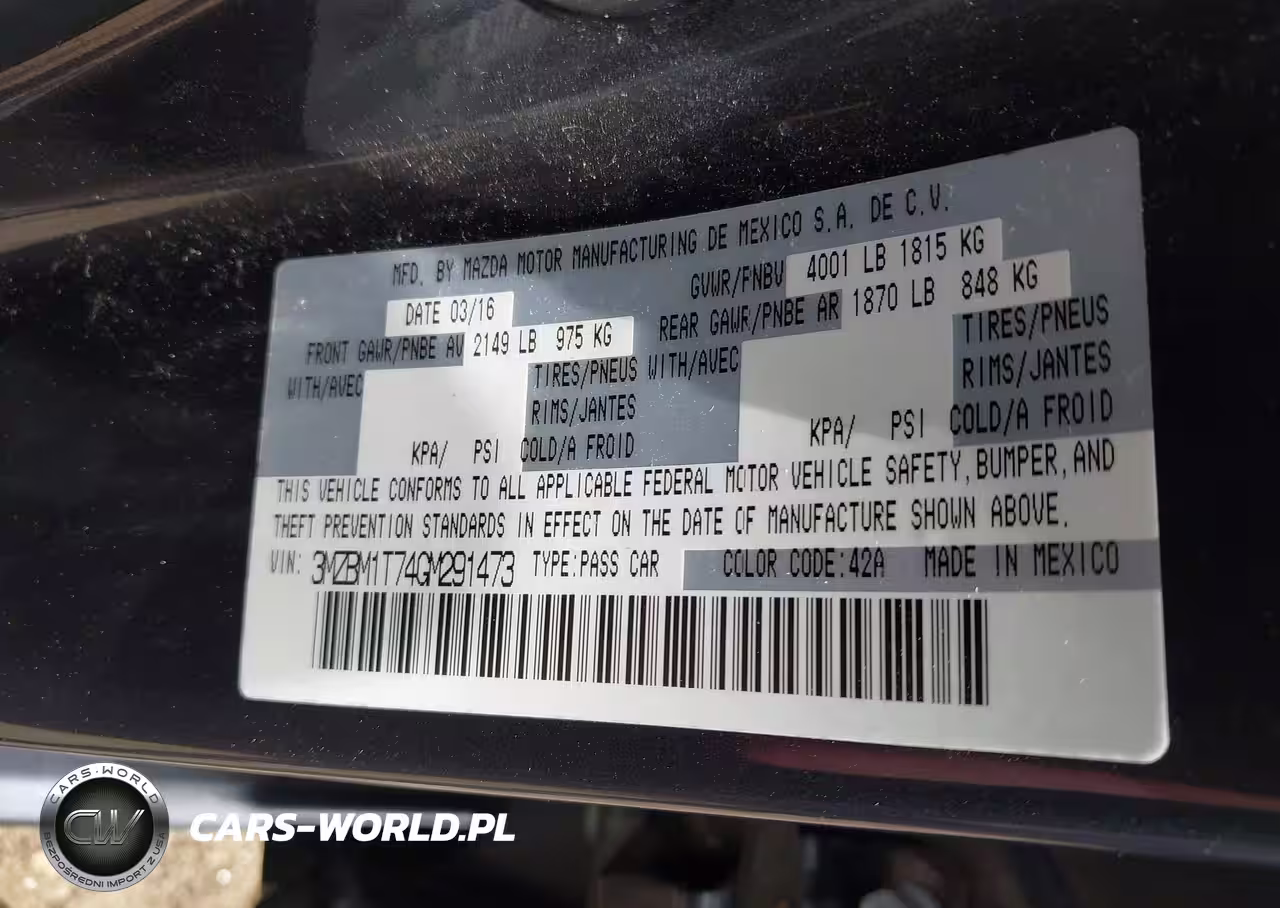 MFD. BY MAZDA MOTOR MANUFACTURING DE MEXICO S.A. DE C.V.
DATE 03/16 GVWR/PNBV 4001 LB 1815 KG
FRONT GAWR/PNBE AV 2149 LB 975 KG REAR GAWR/PNBE AR 1870 LB 848 KG
WITH/AVEC TIRES/PNEUS WITH/AVEC TIRES/PNEUS
RIMS/JANTES RIMS/JANTES
KPA/ PSI COLD/A FROID KPA/ PSI COLD/A FROID
THIS VEHICLE CONFORMS TO ALL APPLICABLE FEDERAL MOTOR VEHICLE SAFETY, BUMPER, AND
THEFT PREVENTION STANDARDS IN EFFECT ON THE DATE OF MANUFACTURE SHOWN ABOVE.
VIN: 3MZBM1T74GM291473 TYPE:PASS CAR COLOR CODE:42A MADE IN MEXICO
CARS-WORLD
CW
BEZPOŚREDNI IMPORT Z USA
CARS-WORLD.PL